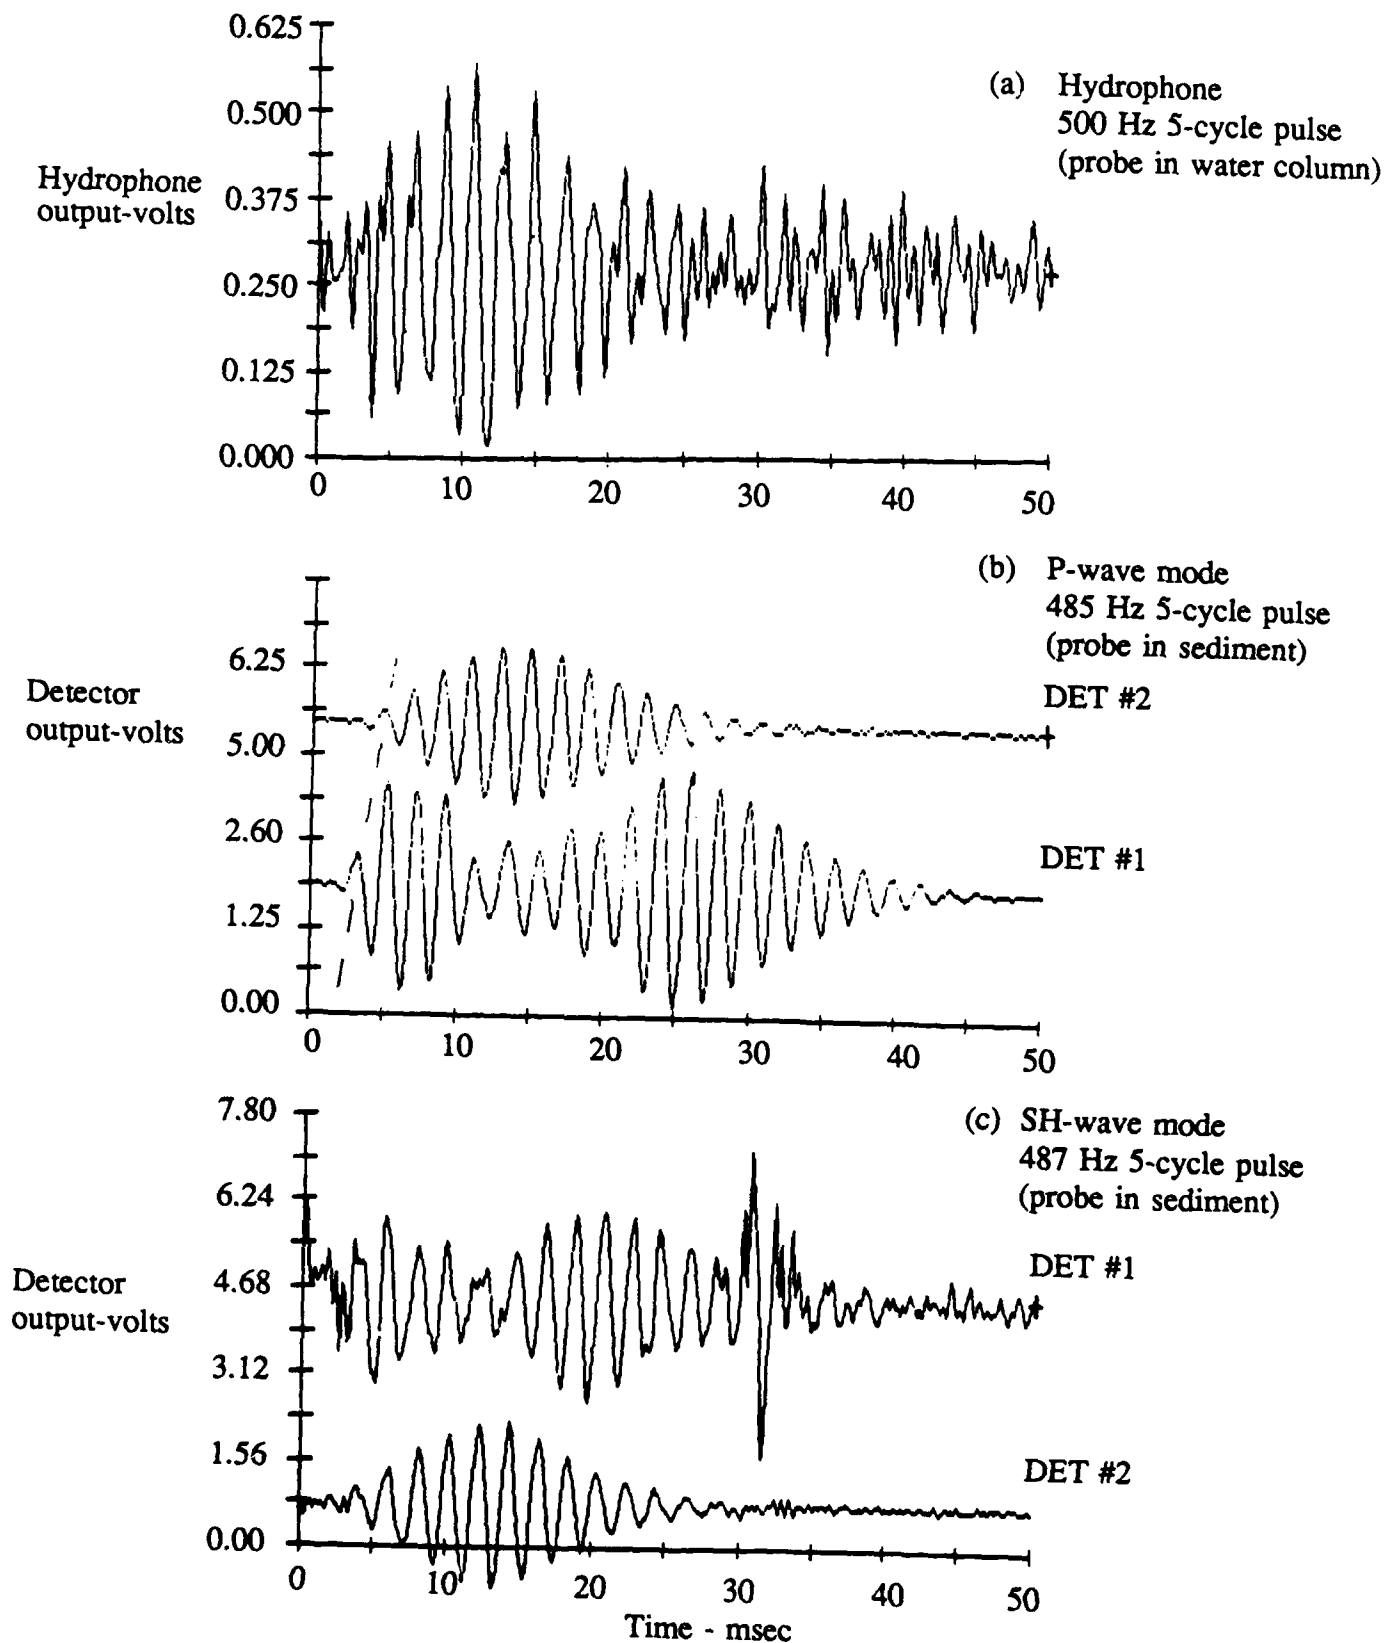 0.625
0.500
0.375
0.250
0.125
0.000
Hydrophone
output-volts
(a) Hydrophone
500 Hz 5-cycle pulse
(probe in water column)
0 10 20 30 40 50
(b) P-wave mode
485 Hz 5-cycle pulse
(probe in sediment)
6.25
5.00
2.60
1.25
0.00
Detector
output-volts
DET #2
DET #1
0 10 20 30 40 50
7.80
6.24
4.68
3.12
1.56
0.00
(c) SH-wave mode
487 Hz 5-cycle pulse
(probe in sediment)
Detector
output-volts
DET #1
DET #2
0 10 20 30 40 50
Time - msec